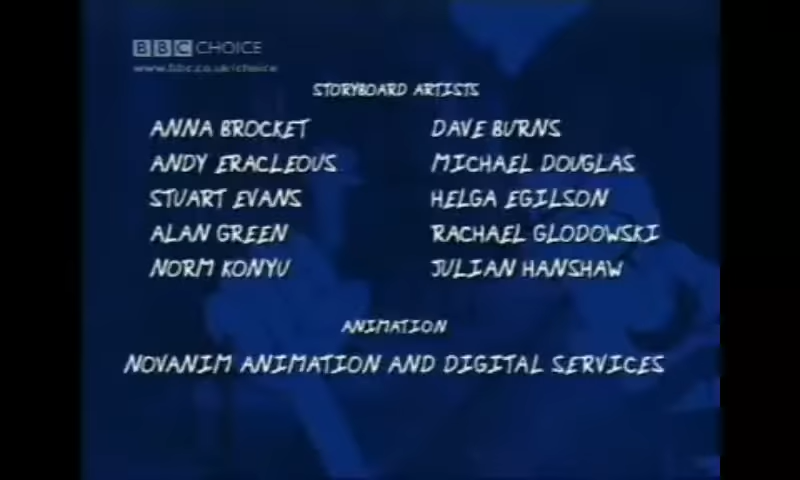 BBC CHOICE
www.bbc.co.uk/choice
STORYBOARD ARTISTS
ANNA BROCKET DAVE BURNS
ANDY ERACLEOUS MICHAEL DOUGLAS
STUART EVANS HELGA EGILSON
ALAN GREEN RACHAEL GLODOWSKI
NORM KONYU JULIAN HANSHAW
ANIMATION
NOVANIM ANIMATION AND DIGITAL SERVICES